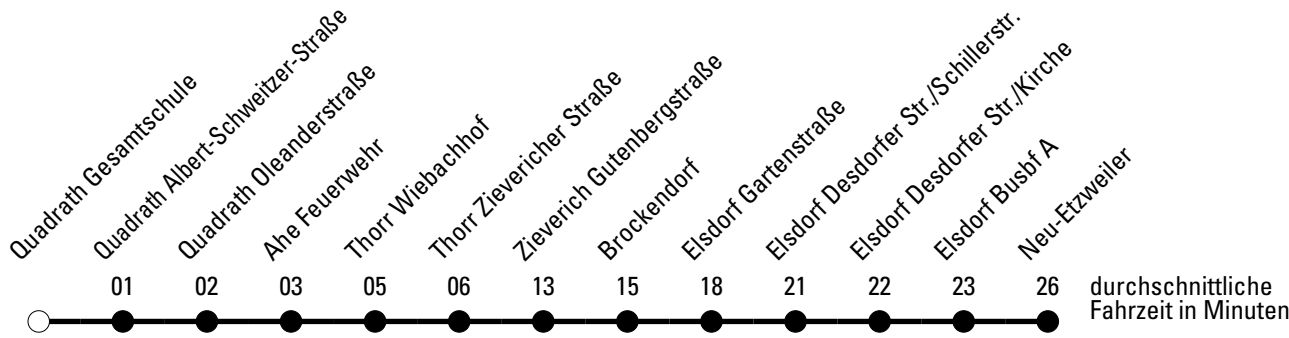 Quadrath Gesamtschule
Quadrath Albert-Schweitzer-Straße
Quadrath Oleanderstraße
Ahe Feuerwehr
Thorr Wiebachhof
Thorr Zievericher Straße
Zieverich Gutenbergstraße
Brockendorf
Elsdorf Gartenstraße
Elsdorf Desdorfer Str./Schillerstr.
Elsdorf Desdorfer Str./Kirche
Elsdorf Busbf A
Neu-Etzweiler
01 02 03 05 06 13 15 18 21 22 23 26 durchschnittliche
Fahrzeit in Minuten